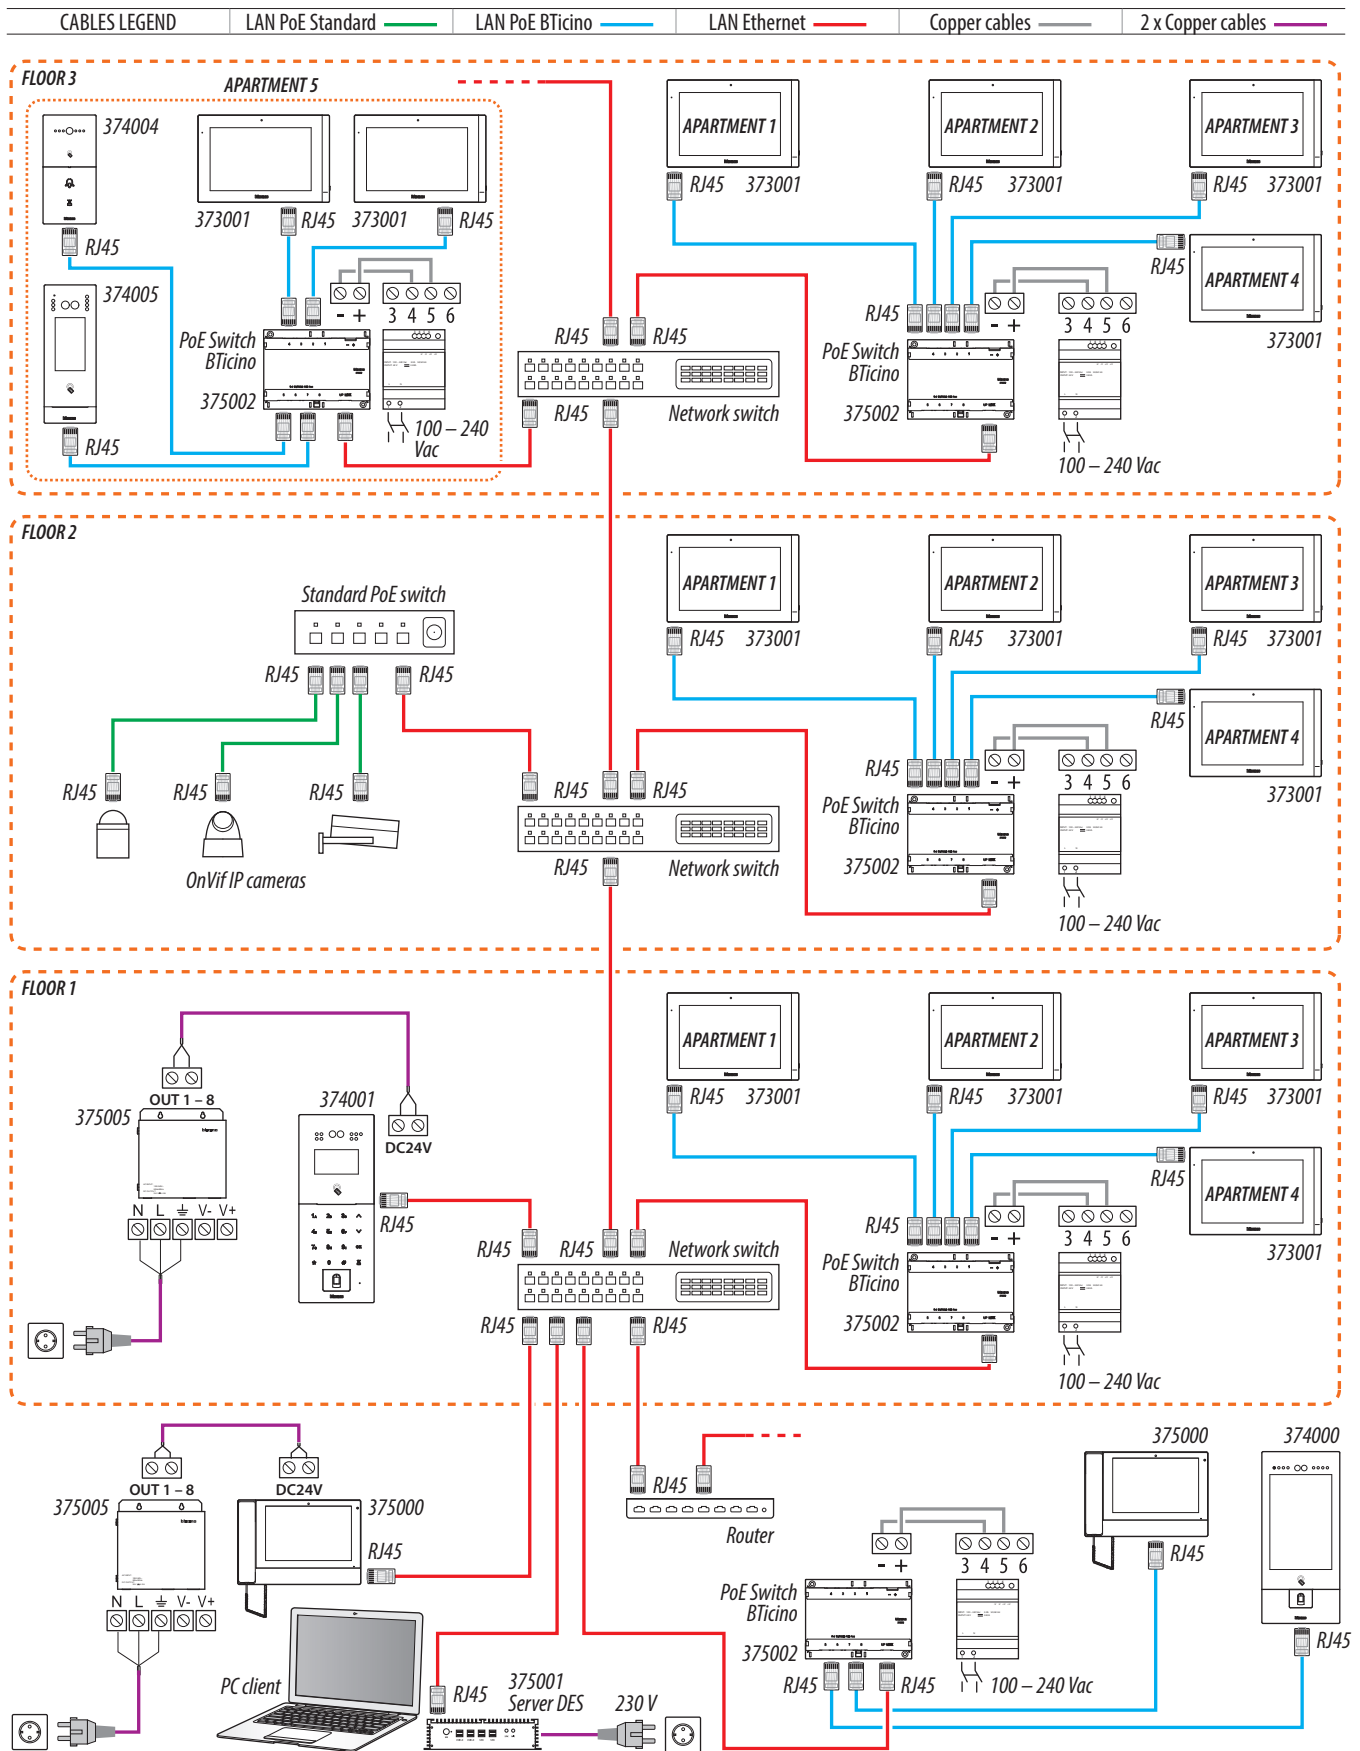 CABLES LEGEND LAN PoE Standard LAN PoE BTicino LAN Ethernet Copper cables 2 x Copper cables
FLOOR 3
APARTMENT 5
374004
373001 RJ45 373001 RJ45
RJ45
374005
- + 3 4 5 6
PoE Switch
BTicino
375002
100 – 240
Vac
RJ45
RJ45 RJ45
Network switch
RJ45
APARTMENT 1 APARTMENT 2 APARTMENT 3
RJ45 373001 RJ45 373001 RJ45 373001
APARTMENT 4
RJ45
373001
RJ45
- + 3 4 5 6
PoE Switch
BTicino
375002
100 – 240 Vac
FLOOR 2
Standard PoE switch
RJ45 RJ45
RJ45 RJ45 RJ45
OnVif IP cameras
RJ45 RJ45
Network switch
RJ45
APARTMENT 1 APARTMENT 2 APARTMENT 3
RJ45 373001 RJ45 373001 RJ45 373001
APARTMENT 4
RJ45
373001
RJ45
- + 3 4 5 6
PoE Switch
BTicino
375002
100 – 240 Vac
FLOOR 1
OUT 1 – 8
375005
374001
DC24V
N L V- V+
RJ45
RJ45 RJ45 Network switch
RJ45 RJ45
APARTMENT 1 APARTMENT 2 APARTMENT 3
RJ45 373001 RJ45 373001 RJ45 373001
APARTMENT 4
RJ45
373001
RJ45
- + 3 4 5 6
PoE Switch
BTicino
375002
100 – 240 Vac
OUT 1 – 8 DC24V
375005 375000
RJ45
N L V- V+
PC client
RJ45
375001
Server DES
230 V
RJ45
Router
- + 3 4 5 6
PoE Switch
BTicino
375002
RJ45 RJ45
100 – 240 Vac
375000 374000
RJ45
RJ45